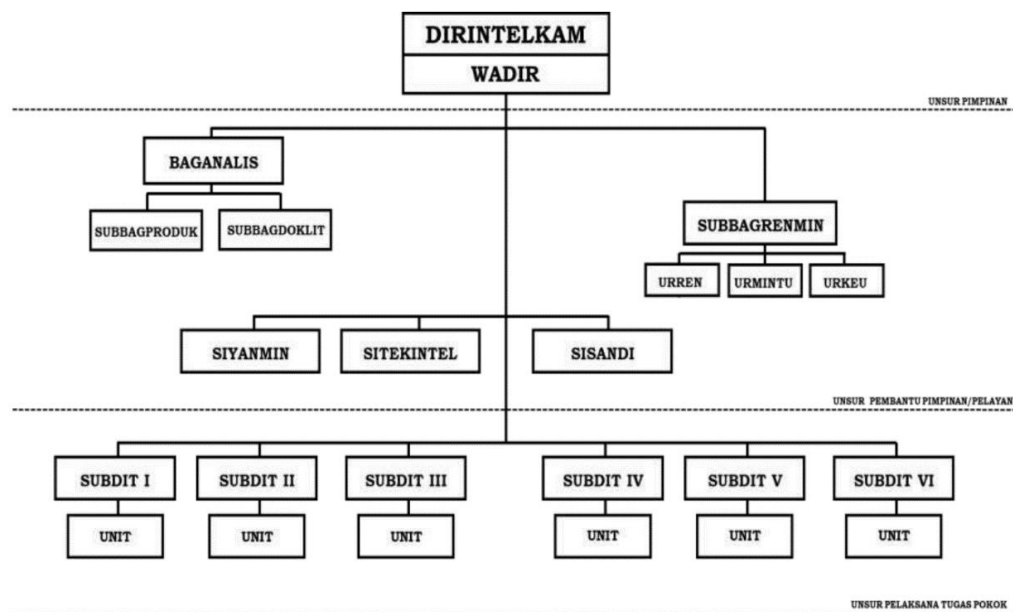 DIRINTELKAM
WADIR
UNSUR PIMPINAN
BAGANALIS
SUBBAGPRODUK
SUBBAGDOKLIT
SUBBAGRENMIN
URREN
URMINTU
URKEU
SIYANMIN
SITEKINTEL
SISANDI
UNSUR PEMBANTU PIMPINAN/PELAYAN
SUBDIT I
SUBDIT II
SUBDIT III
SUBDIT IV
SUBDIT V
SUBDIT VI
UNIT
UNIT
UNIT
UNIT
UNIT
UNIT
UNSUR PELAKSANA TUGAS POKOK